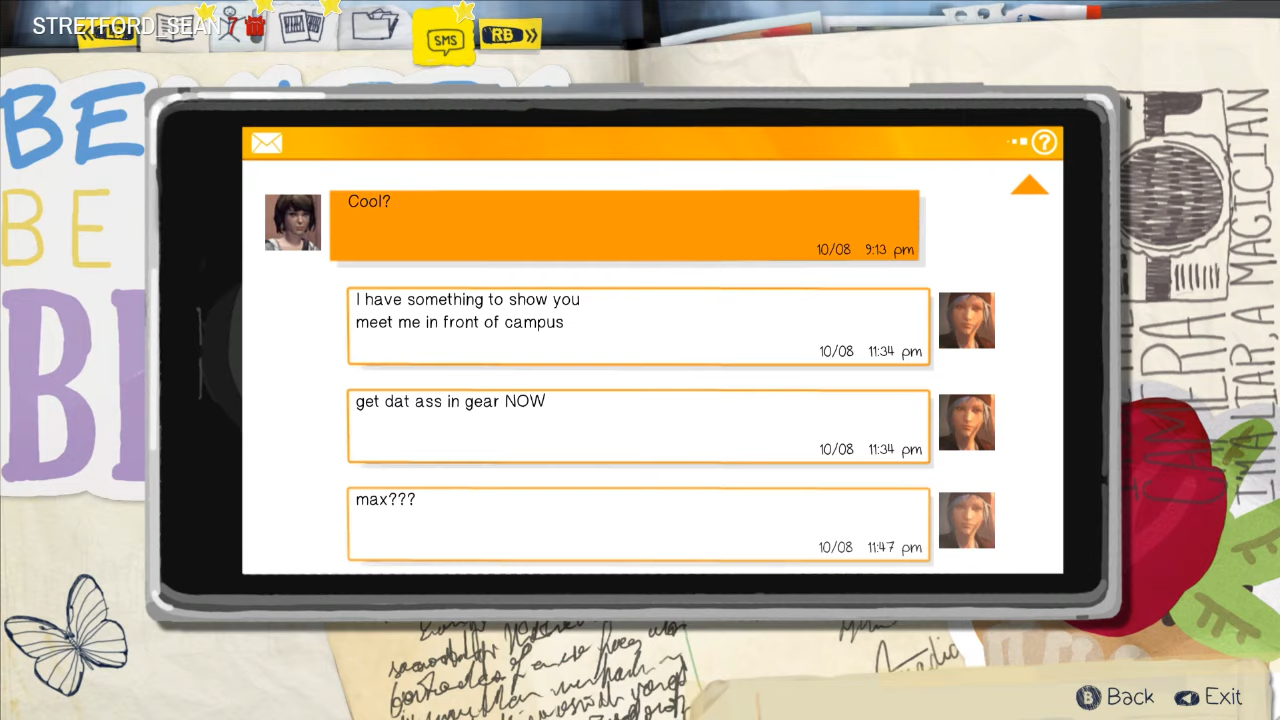 STRETFORD_SEAN
7
SMS
RB
BE
BE
Cool?
10/08 9:13 pm
I have something to show you
meet me in front of campus
10/08 11:34 pm
get dat ass in gear NOW
10/08 11:34 pm
max???
10/08 11:47 pm
CAMERA
LIAR, A MAGICIAN
B Back
Exit